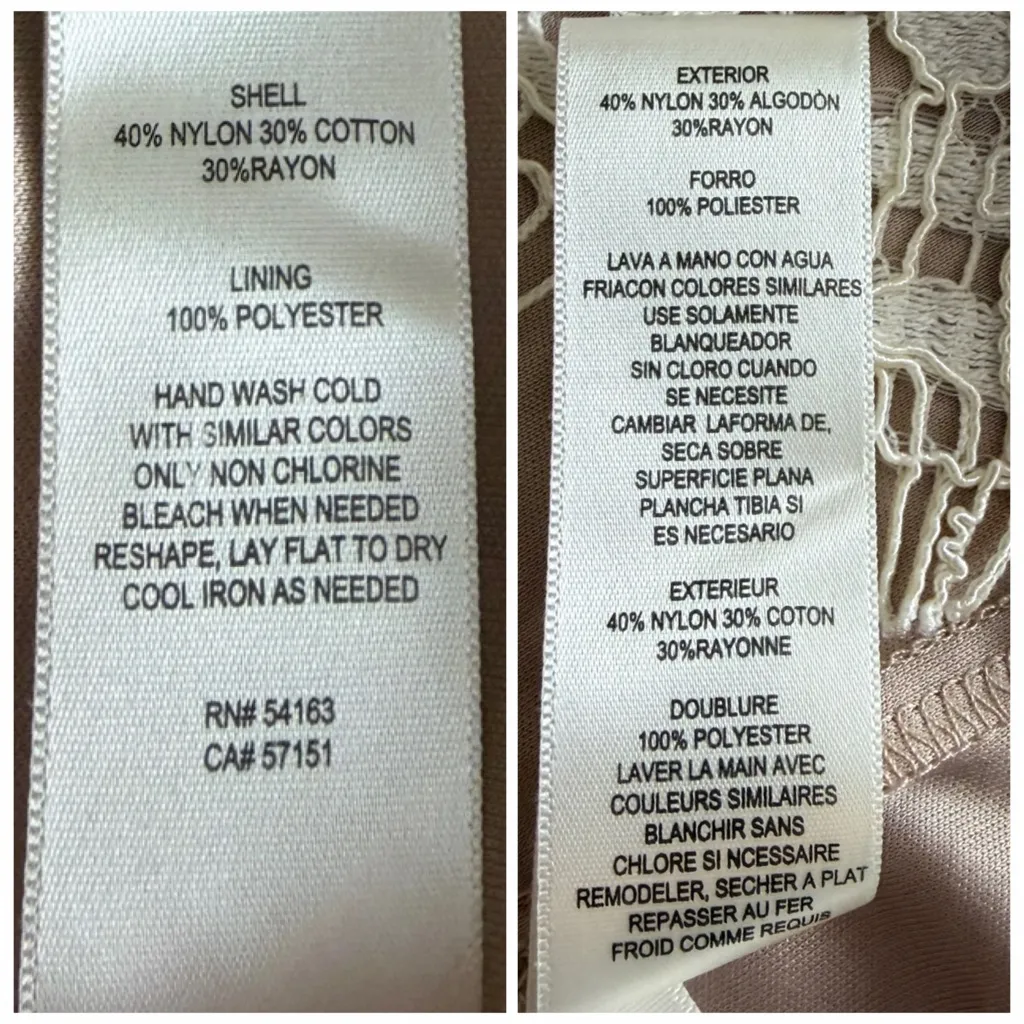 SHELL
40% NYLON 30% COTTON
30%RAYON
LINING
100% POLYESTER
HAND WASH COLD
WITH SIMILAR COLORS
ONLY NON CHLORINE
BLEACH WHEN NEEDED
RESHAPE, LAY FLAT TO DRY
COOL IRON AS NEEDED
RN# 54163
CA# 57151
EXTERIOR
40% NYLON 30% ALGODÒN
30%RAYON
FORRO
100% POLIESTER
LAVA A MANO CON AGUA
FRIACON COLORES SIMILARES
USE SOLAMENTE
BLANQUEADOR
SIN CLORO CUANDO
SE NECESITE
CAMBIAR LAFORMA DE,
SECA SOBRE
SUPERFICIE PLANA
PLANCHA TIBIA SI
ES NECESARIO
EXTERIEUR
40% NYLON 30% COTON
30%RAYONNE
DOUBLURE
100% POLYESTER
LAVER LA MAIN AVEC
COULEURS SIMILAIRES
BLANCHIR SANS
CHLORE SI NCESSAIRE
REMODELER, SECHER A PLAT
REPASSER AU FER
FROID COMME REQUIS